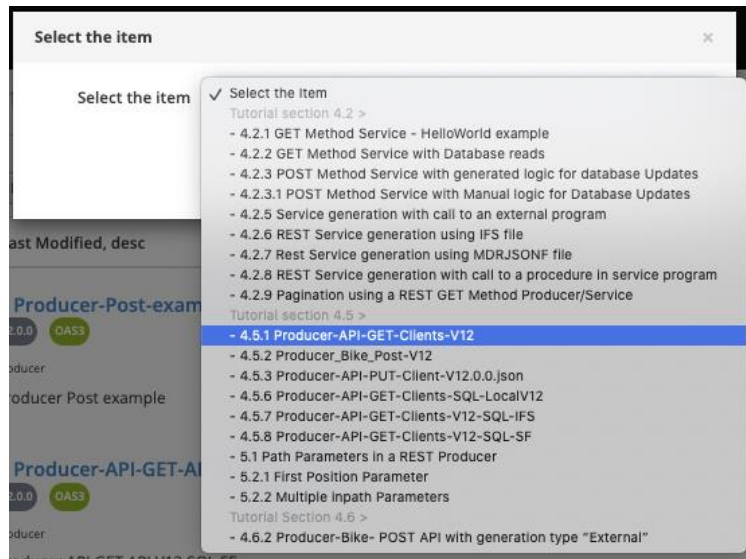 Select the item
×
Select the item
✓ Select the Item
Tutorial section 4.2 >
- 4.2.1 GET Method Service - HelloWorld example
- 4.2.2 GET Method Service with Database reads
- 4.2.3 POST Method Service with generated logic for database Updates
- 4.2.3.1 POST Method Service with Manual logic for Database Updates
- 4.2.5 Service generation with call to an external program
- 4.2.6 REST Service generation using IFS file
- 4.2.7 Rest Service generation using MDRJSONF file
- 4.2.8 REST Service generation with call to a procedure in service program
- 4.2.9 Pagination using a REST GET Method Producer/Service
Tutorial section 4.5 >
- 4.5.1 Producer-API-GET-Clients-V12
- 4.5.2 Producer_Bike_Post-V12
- 4.5.3 Producer-API-PUT-Client-V12.0.0.json
- 4.5.6 Producer-API-GET-Clients-SQL-LocalV12
- 4.5.7 Producer-API-GET-Clients-V12-SQL-IFS
- 4.5.8 Producer-API-GET-Clients-V12-SQL-SF
- 5.1 Path Parameters in a REST Producer
- 5.2.1 First Position Parameter
- 5.2.2 Multiple inpath Parameters
Tutorial Section 4.6 >
- 4.6.2 Producer-Bike- POST API with generation type "External"
ast Modified, desc
Producer-Post-exam
2.0.0 OAS3
oducer
roducer Post example
Producer-API-GET-AP
2.0.0 OAS3
oducer